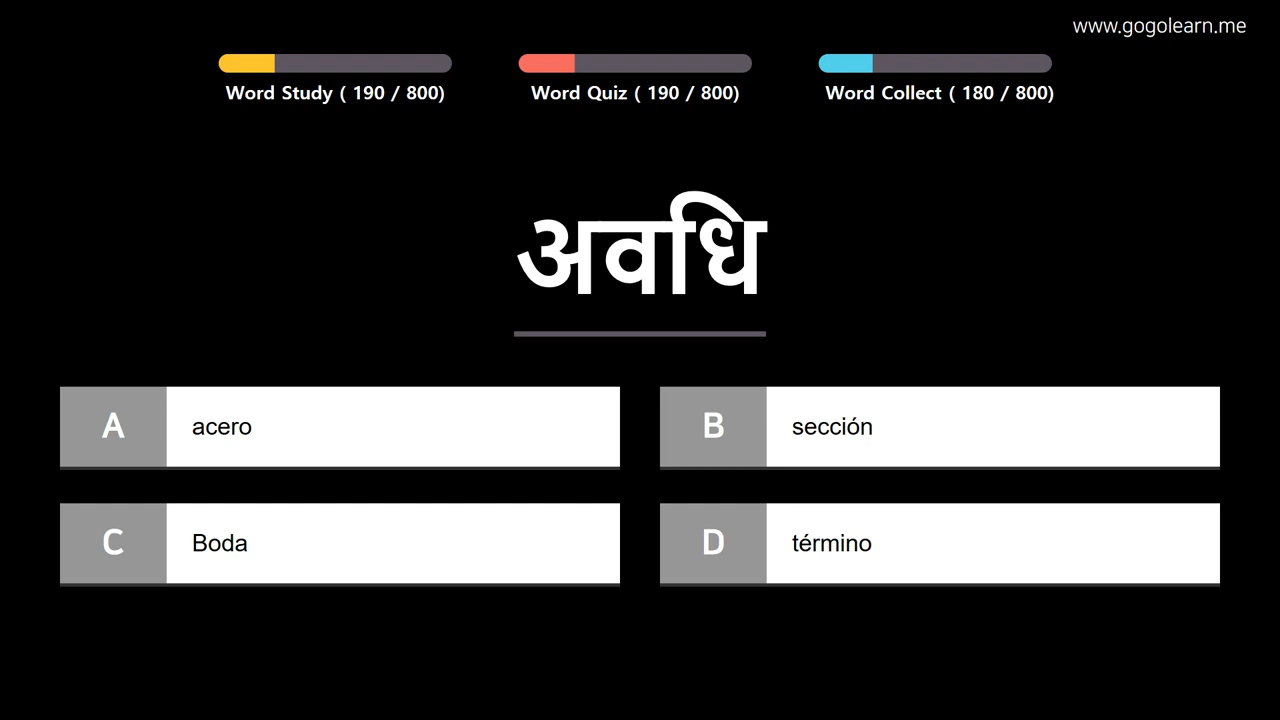 www.gogolearn.me
Word Study ( 190 / 800)
Word Quiz ( 190 / 800)
Word Collect ( 180 / 800)
अवधि
A
acero
B
sección
C
Boda
D
término